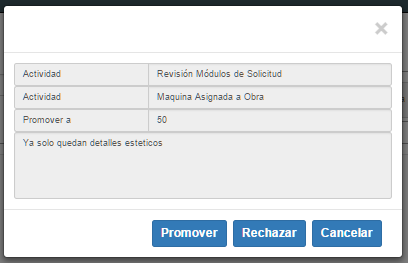 ×
Actividad Revisión Módulos de Solicitud
Actividad Maquina Asignada a Obra
Promover a 50
Ya solo quedan detalles esteticos
Promover Rechazar Cancelar